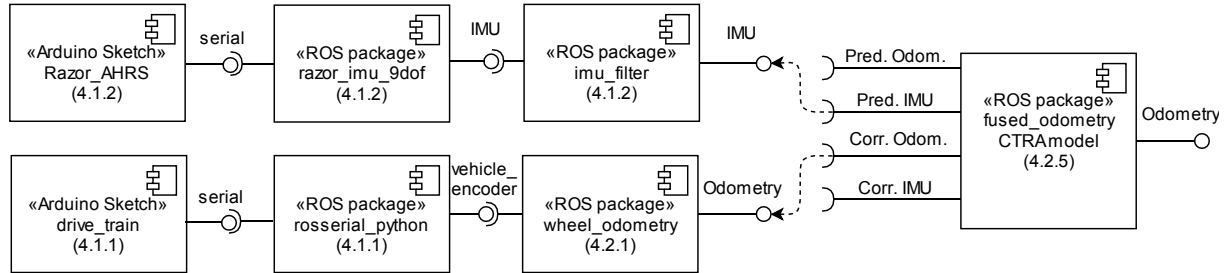 «Arduino Sketch»
Razor_AHRS
(4.1.2)
serial
«ROS package»
razor_imu_9dof
(4.1.2)
IMU
«ROS package»
imu_filter
(4.1.2)
IMU
«Arduino Sketch»
drive_train
(4.1.1)
serial
«ROS package»
rosserial_python
(4.1.1)
vehicle_
encoder
«ROS package»
wheel_odometry
(4.2.1)
Odometry
Pred. Odom.
Pred. IMU
Corr. Odom.
Corr. IMU
«ROS package»
fused_odometry
CTRAmodel
(4.2.5)
Odometry